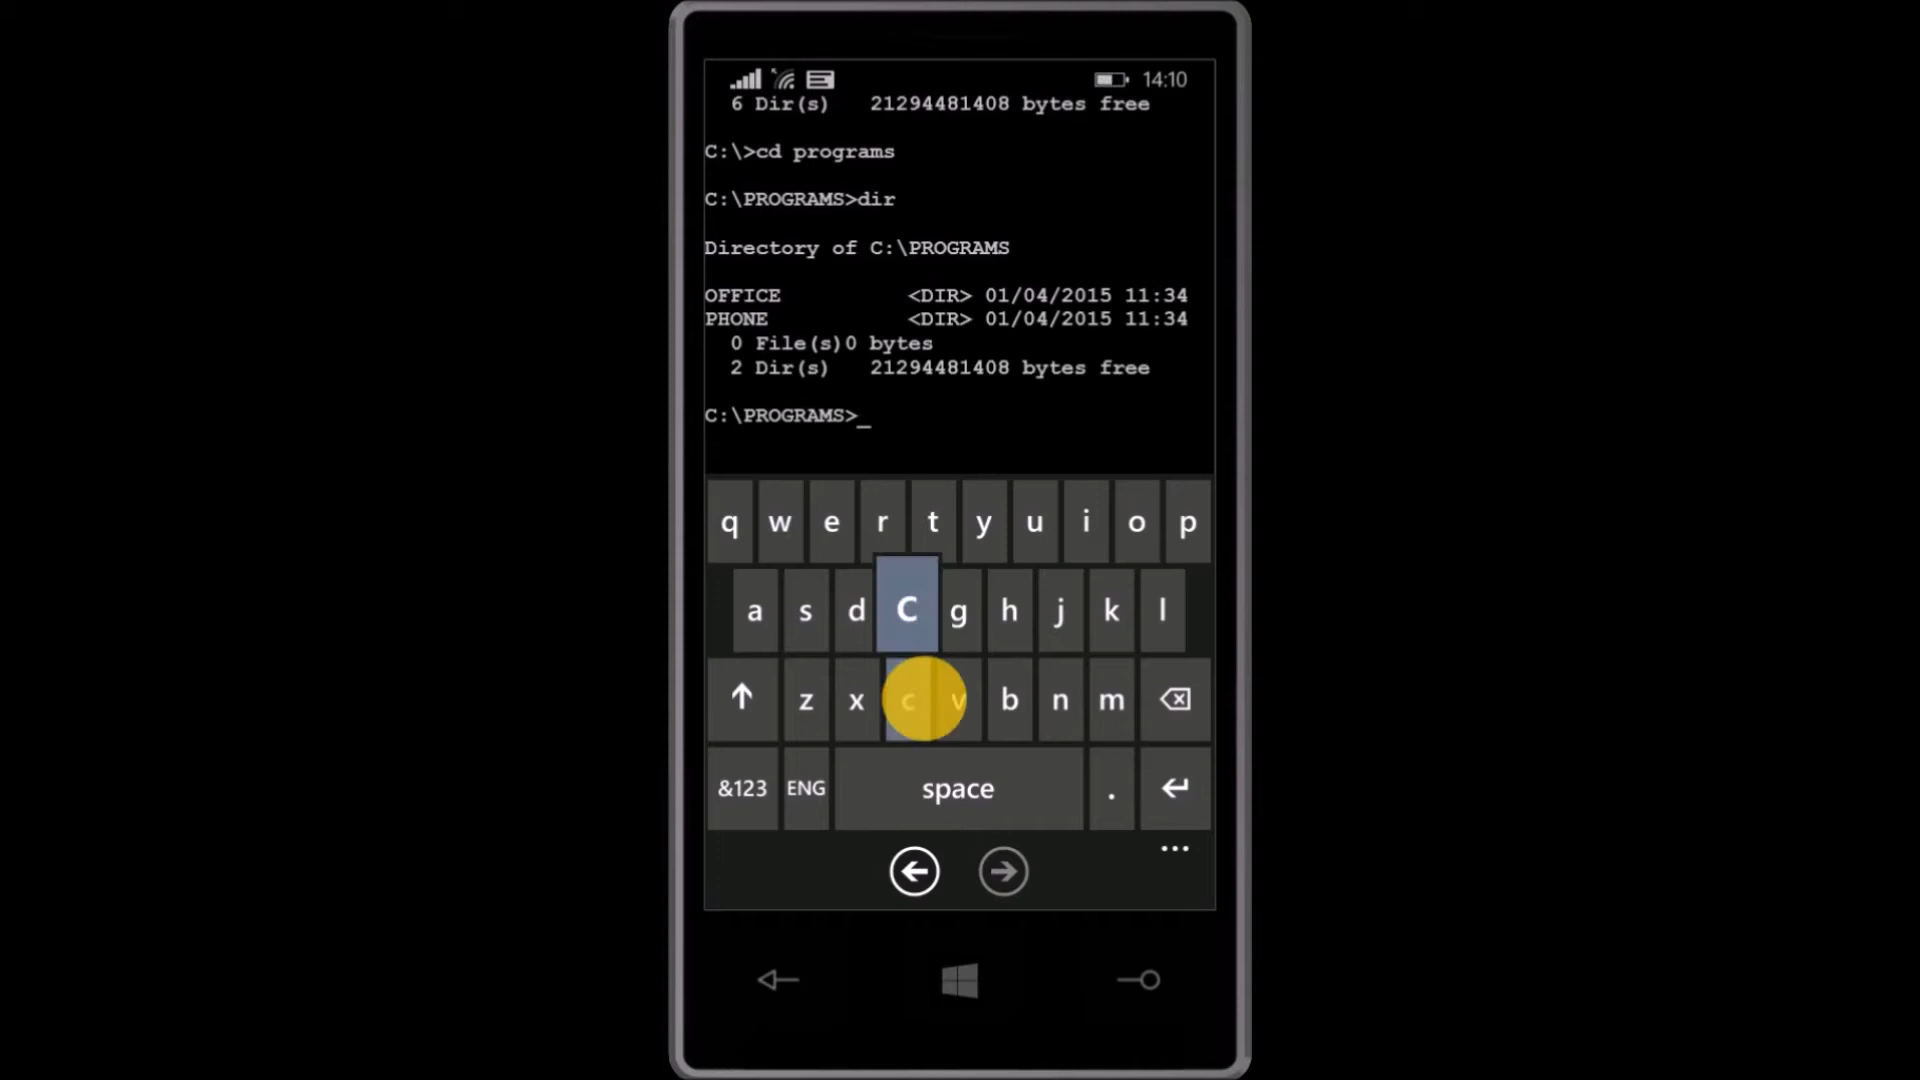 14:10
6 Dir(s) 21294481408 bytes free
C:\>cd programs
C:\PROGRAMS>dir
Directory of C:\PROGRAMS
OFFICE <DIR> 01/04/2015 11:34
PHONE <DIR> 01/04/2015 11:34
0 File(s)0 bytes
2 Dir(s) 21294481408 bytes free
C:\PROGRAMS>_
q w e r t y u i o p
a s d C g h j k l
z x c v b n m
&123 ENG space .